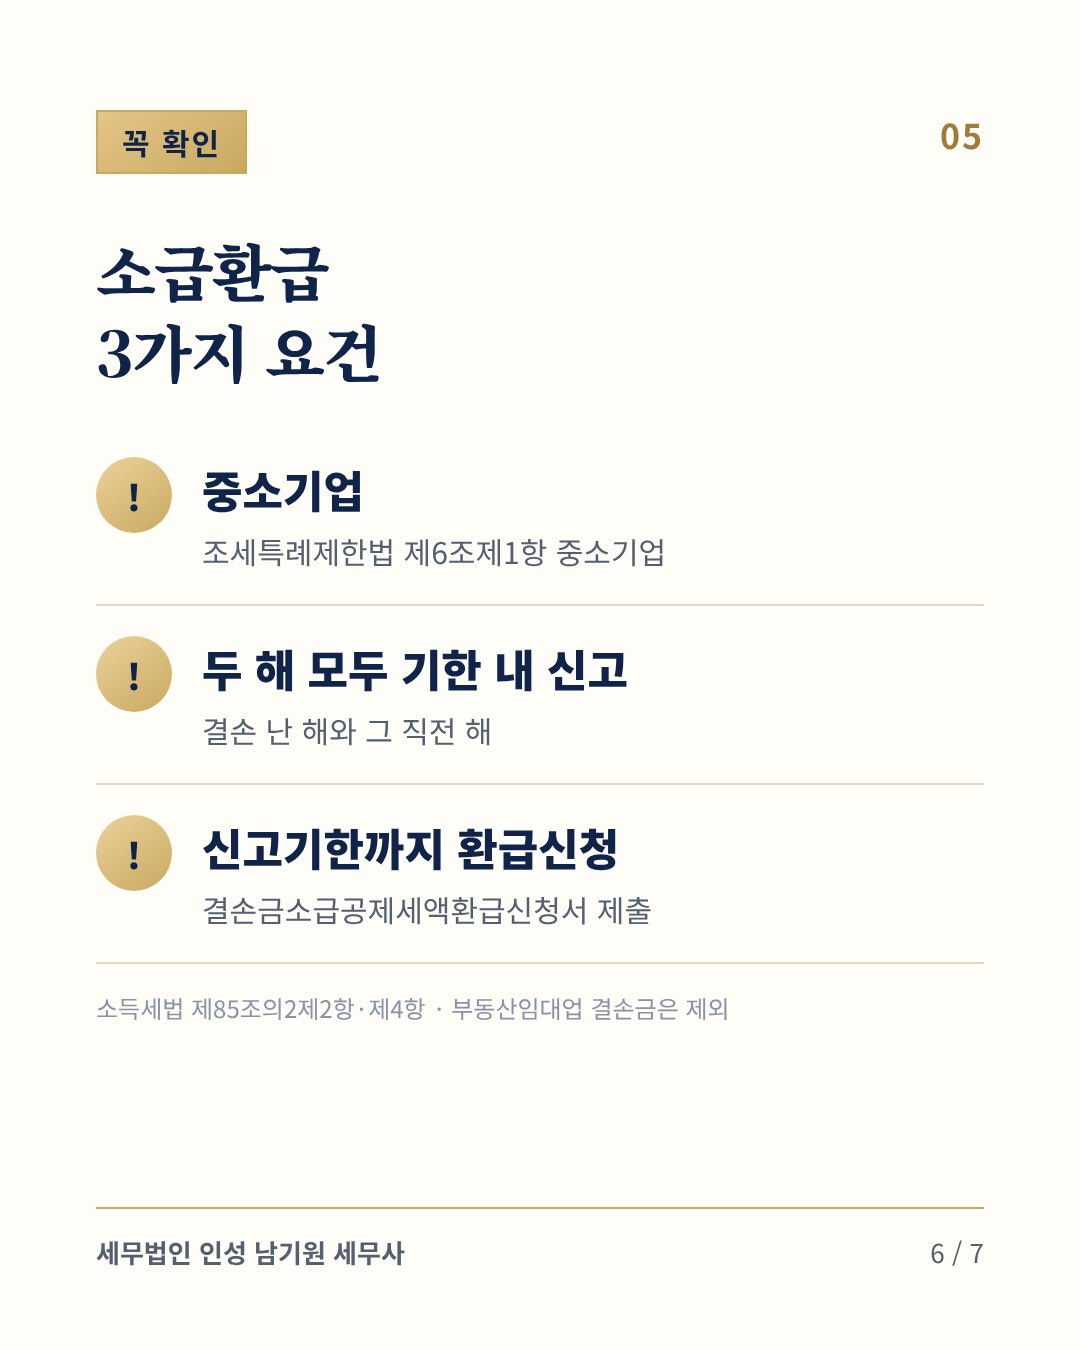 꼭 확인
05
소급환급
3가지 요건
!
중소기업
조세특례제한법 제6조제1항 중소기업
!
두 해 모두 기한 내 신고
결손 난 해와 그 직전 해
!
신고기한까지 환급신청
결손금소급공제세액환급신청서 제출
소득세법 제85조의2제2항·제4항 · 부동산임대업 결손금은 제외
세무법인 인성 남기원 세무사
6 / 7